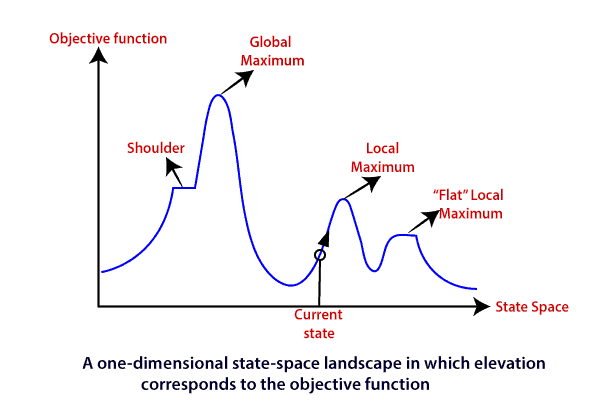 Objective function
Global
Maximum
Shoulder
Local
Maximum
“Flat” Local
Maximum
Current
state
State Space
A one-dimensional state-space landscape in which elevation
corresponds to the objective function